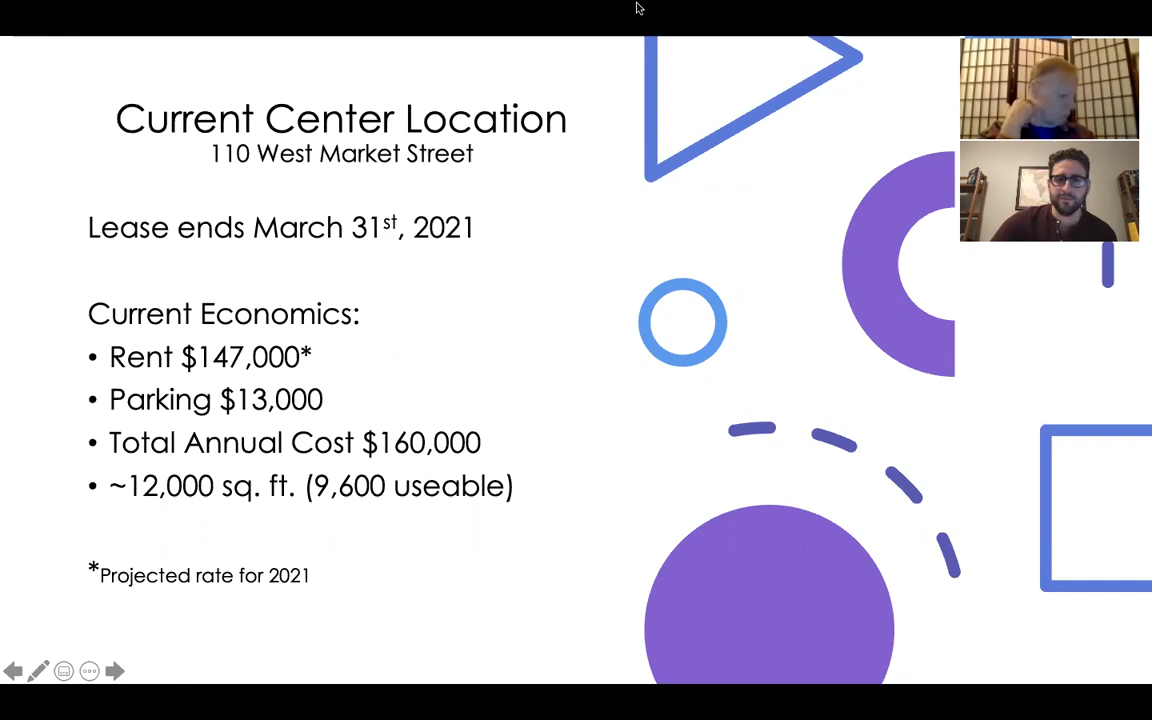 Current Center Location
110 West Market Street
Lease ends March 31st, 2021
Current Economics:
• Rent $147,000*
• Parking $13,000
• Total Annual Cost $160,000
• ~12,000 sq. ft. (9,600 useable)
*Projected rate for 2021